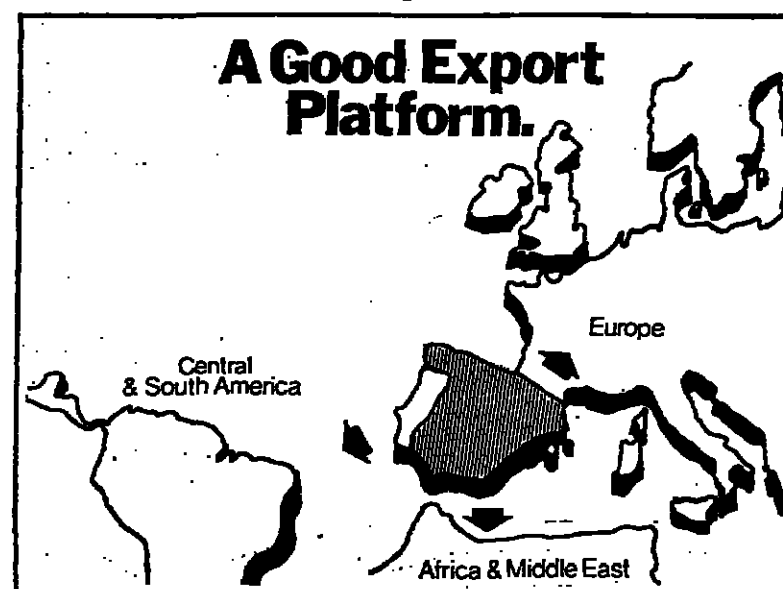 A Good Export
Platform.
Europe
Central
& South America
Africa & Middle East